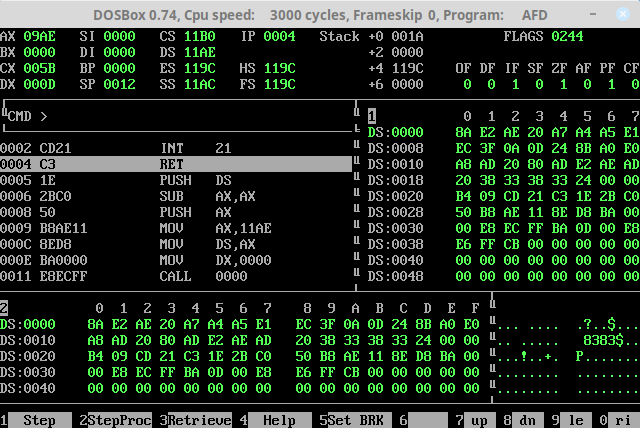 DOSBox 0.74, Cpu speed: 3000 cycles, Frameskip 0, Program: AFD
AX 09AE SI 0000 CS 11B0 IP 0004 Stack +0 001A FLAGS 0244
BX 0000 DI 0000 DS 11AE +2 0000
CX 005B BP 0000 ES 119C HS 119C +4 119C OF DF IF SF ZF AF PF CF
DX 000D SP 0012 SS 11AC FS 119C +6 0000 0 0 1 0 1 0 1 0
CMD > 1 0 1 2 3 4 5 6 7
DS:0000 8A E2 AE 20 A7 A4 A5 E1
0002 CD21 INT 21 DS:0008 EC 3F 0A 0D 24 8B A0 E0
0004 C3 RET DS:0010 A8 AD 20 80 AD E2 AE AD
0005 1E PUSH DS DS:0018 20 38 33 38 33 24 00 00
0006 2BC0 SUB AX,AX DS:0020 B4 09 CD 21 C3 1E 2B C0
0008 50 PUSH AX DS:0028 50 B8 AE 11 8E D8 BA 00
0009 B8AE11 MOV AX,11AE DS:0030 00 E8 EC FF BA 0D 00 E8
000C 8ED8 MOV DS,AX DS:0038 E6 FF CB 00 00 00 00 00
000E BA0000 MOV DX,0000 DS:0040 00 00 00 00 00 00 00 00
0011 E8ECFF CALL 0000 DS:0048 00 00 00 00 00 00 00 00
2 0 1 2 3 4 5 6 7 8 9 A B C D E F
DS:0000 8A E2 AE 20 A7 A4 A5 E1 EC 3F 0A 0D 24 8B A0 E0 ... .... .?..$...
DS:0010 A8 AD 20 80 AD E2 AE AD 20 38 33 38 33 24 00 00 .. ..... 8383$..
DS:0020 B4 09 CD 21 C3 1E 2B C0 50 B8 AE 11 8E D8 BA 00 ...!..+. P.......
DS:0030 00 E8 EC FF BA 0D 00 E8 E6 FF CB 00 00 00 00 00 ........ ........
DS:0040 00 00 00 00 00 00 00 00 00 00 00 00 00 00 00 00 ........ ........
1 Step 2StepProc 3Retrieve 4 Help 5Set BRK 6 7 up 8 dn 9 le 0 ri